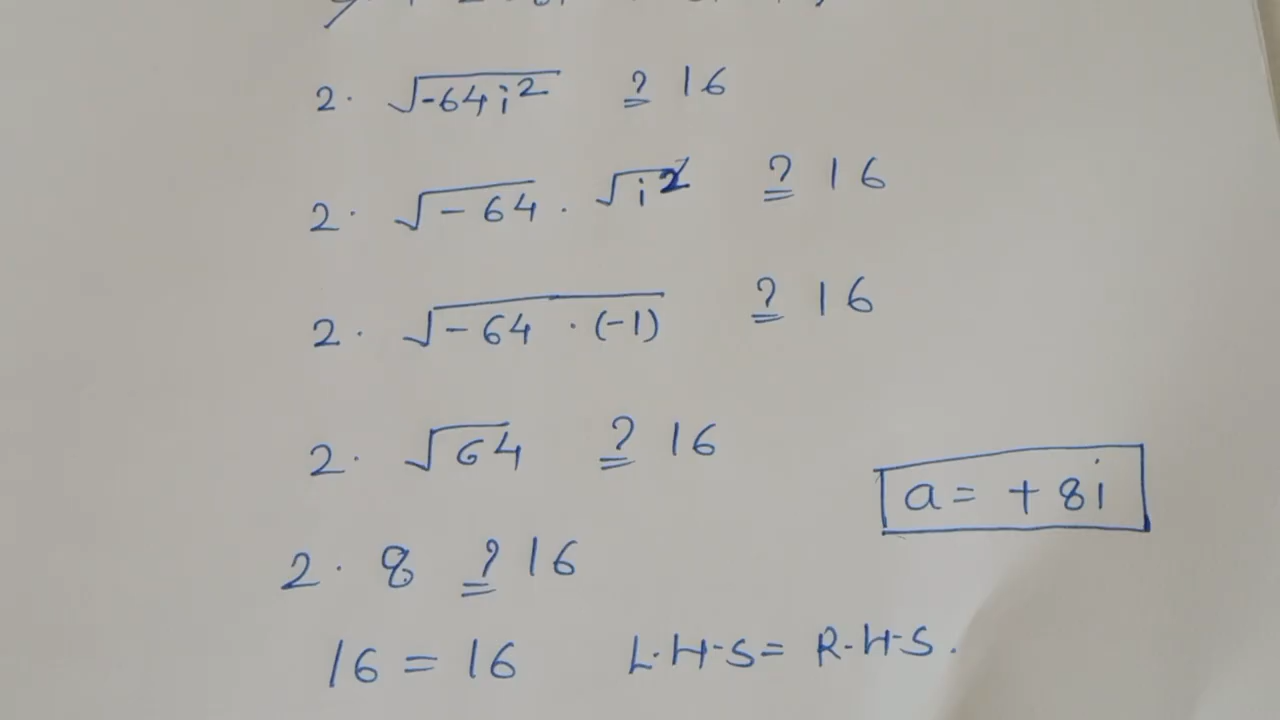 2. √-64i² ≟ 16
2. √-64 . √i² ≟ 16
2. √-64 . (-1) ≟ 16
2. √64 ≟ 16
a = + 8i
2. 8 ≟ 16
16 = 16 L.H-S = R.H-S.